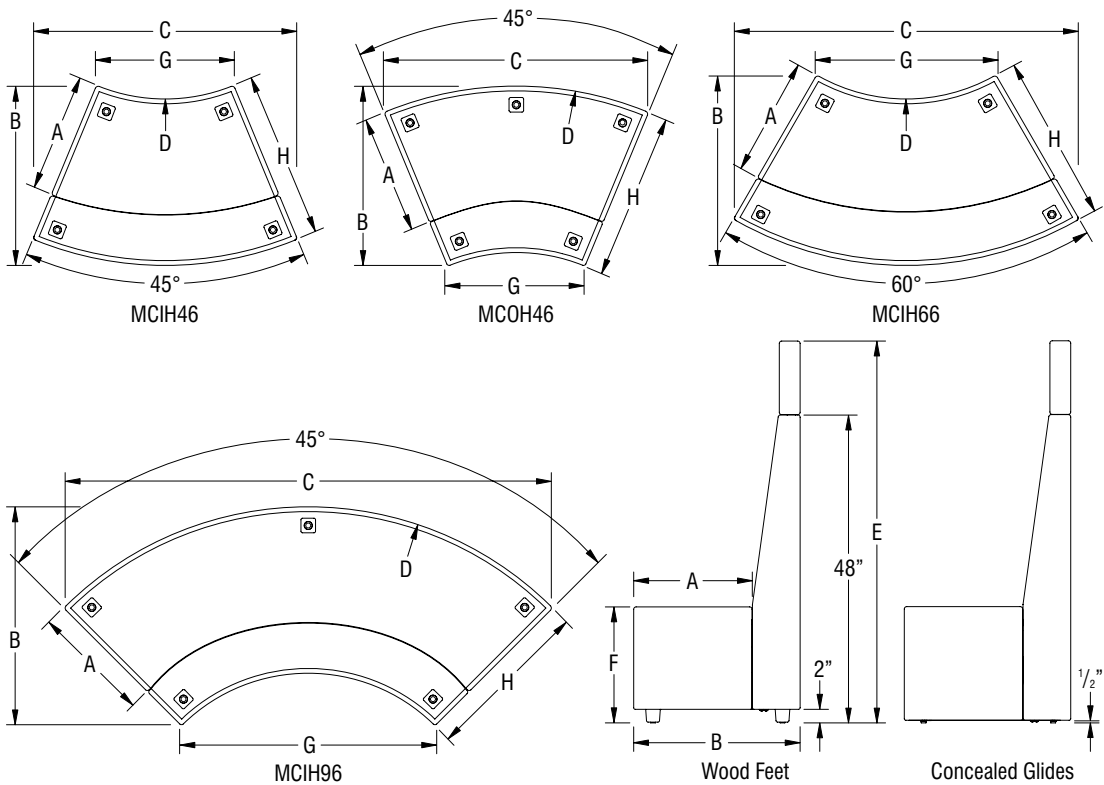 C
G
B
A
D
H
45°
MCIH46
45°
C
B
A
D
H
G
MCOH46
C
G
B
A
D
H
60°
MCIH66
45°
C
D
B
A
H
G
MCIH96
E
48”
A
F
2”
B
Wood Feet
1/2”
Concealed Glides